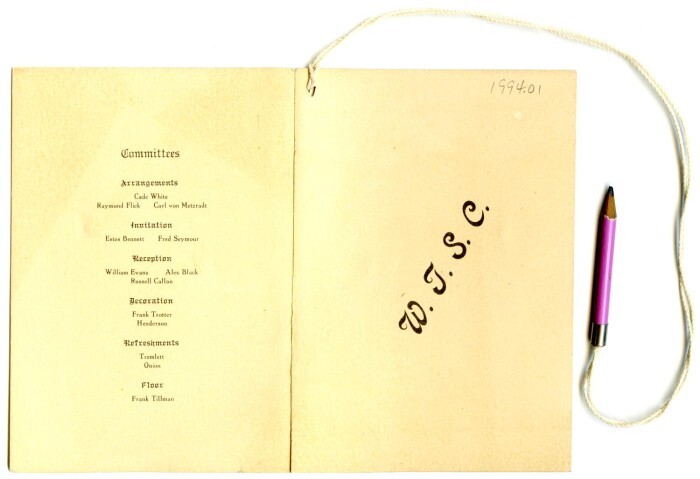 Committees
Arrangements
Cade White
Raymond Flick Carl von Metzradt
Invitation
Estes Bennett Fred Seymour
Reception
William Evans Alex Black
Russell Callan
Decoration
Frank Trotter
Henderson
Refreshments
Tramlett
Onion
Floor
Frank Tillman
1994.01
W. T. S. C.